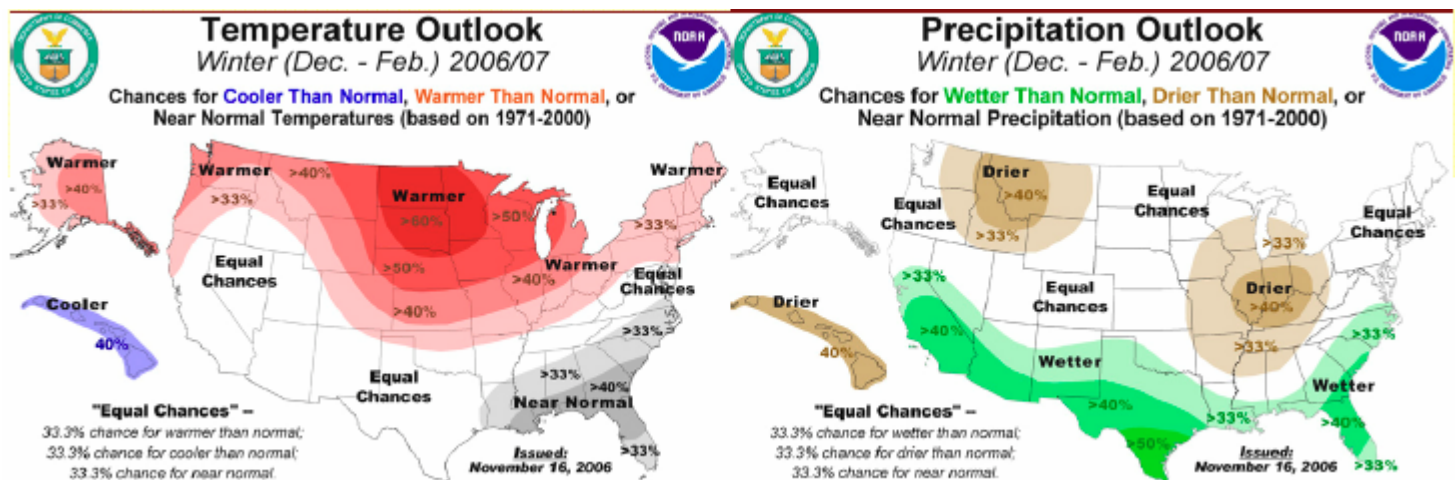 Temperature Outlook
Winter (Dec. - Feb.) 2006/07
Chances for Cooler Than Normal, Warmer Than Normal, or
Near Normal Temperatures (based on 1971-2000)
Warmer
>40%
>33%
Warmer
>33%
>40%
Warmer
>60%
>50%
Warmer
>33%
>50%
>40%
Warmer
>40%
Equal
Chances
Equal
Chances
Equal
Chances
Cooler
40%
>33%
>33%
>40%
Near Normal
>33%
"Equal Chances" –
33.3% chance for warmer than normal;
33.3% chance for cooler than normal;
33.3% chance for near normal.
Issued:
November 16, 2006
NOAA
Precipitation Outlook
Winter (Dec. - Feb.) 2006/07
Chances for Wetter Than Normal, Drier Than Normal, or
Near Normal Precipitation (based on 1971-2000)
Equal
Chances
Equal
Chances
Drier
>40%
>33%
Equal
Chances
Equal
Chances
>33%
Drier
>40%
>33%
Equal
Chances
Drier
40%
>33%
>40%
Wetter
>40%
>50%
>33%
>33%
Wetter
>40%
>33%
"Equal Chances" –
33.3% chance for wetter than normal;
33.3% chance for drier than normal;
33.3% chance for near normal.
Issued:
November 16, 2006
NOAA